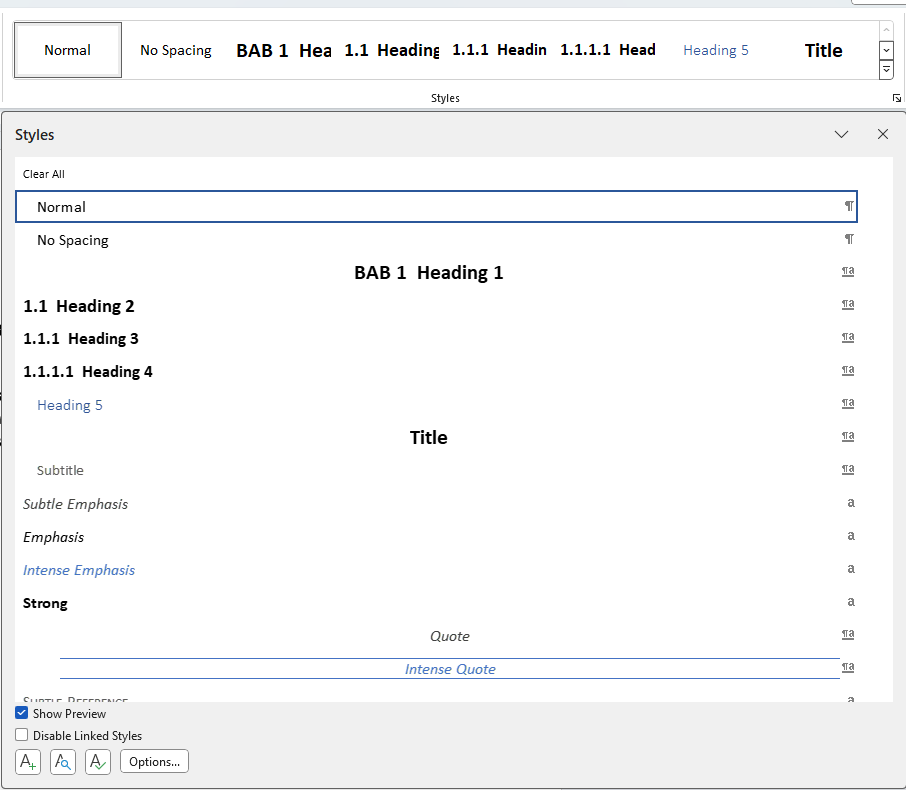 Normal No Spacing BAB 1 Hea 1.1 Heading 1.1.1 Headin 1.1.1.1 Head Heading 5 Title
Styles
Styles
Clear All
Normal ¶
No Spacing ¶
BAB 1 Heading 1 ¶a
1.1 Heading 2 ¶a
1.1.1 Heading 3 ¶a
1.1.1.1 Heading 4 ¶a
Heading 5 ¶a
Title ¶a
Subtitle ¶a
Subtle Emphasis a
Emphasis a
Intense Emphasis a
Strong a
Quote ¶a
Intense Quote ¶a
Subtle Reference a
Show Preview
Disable Linked Styles
Options...